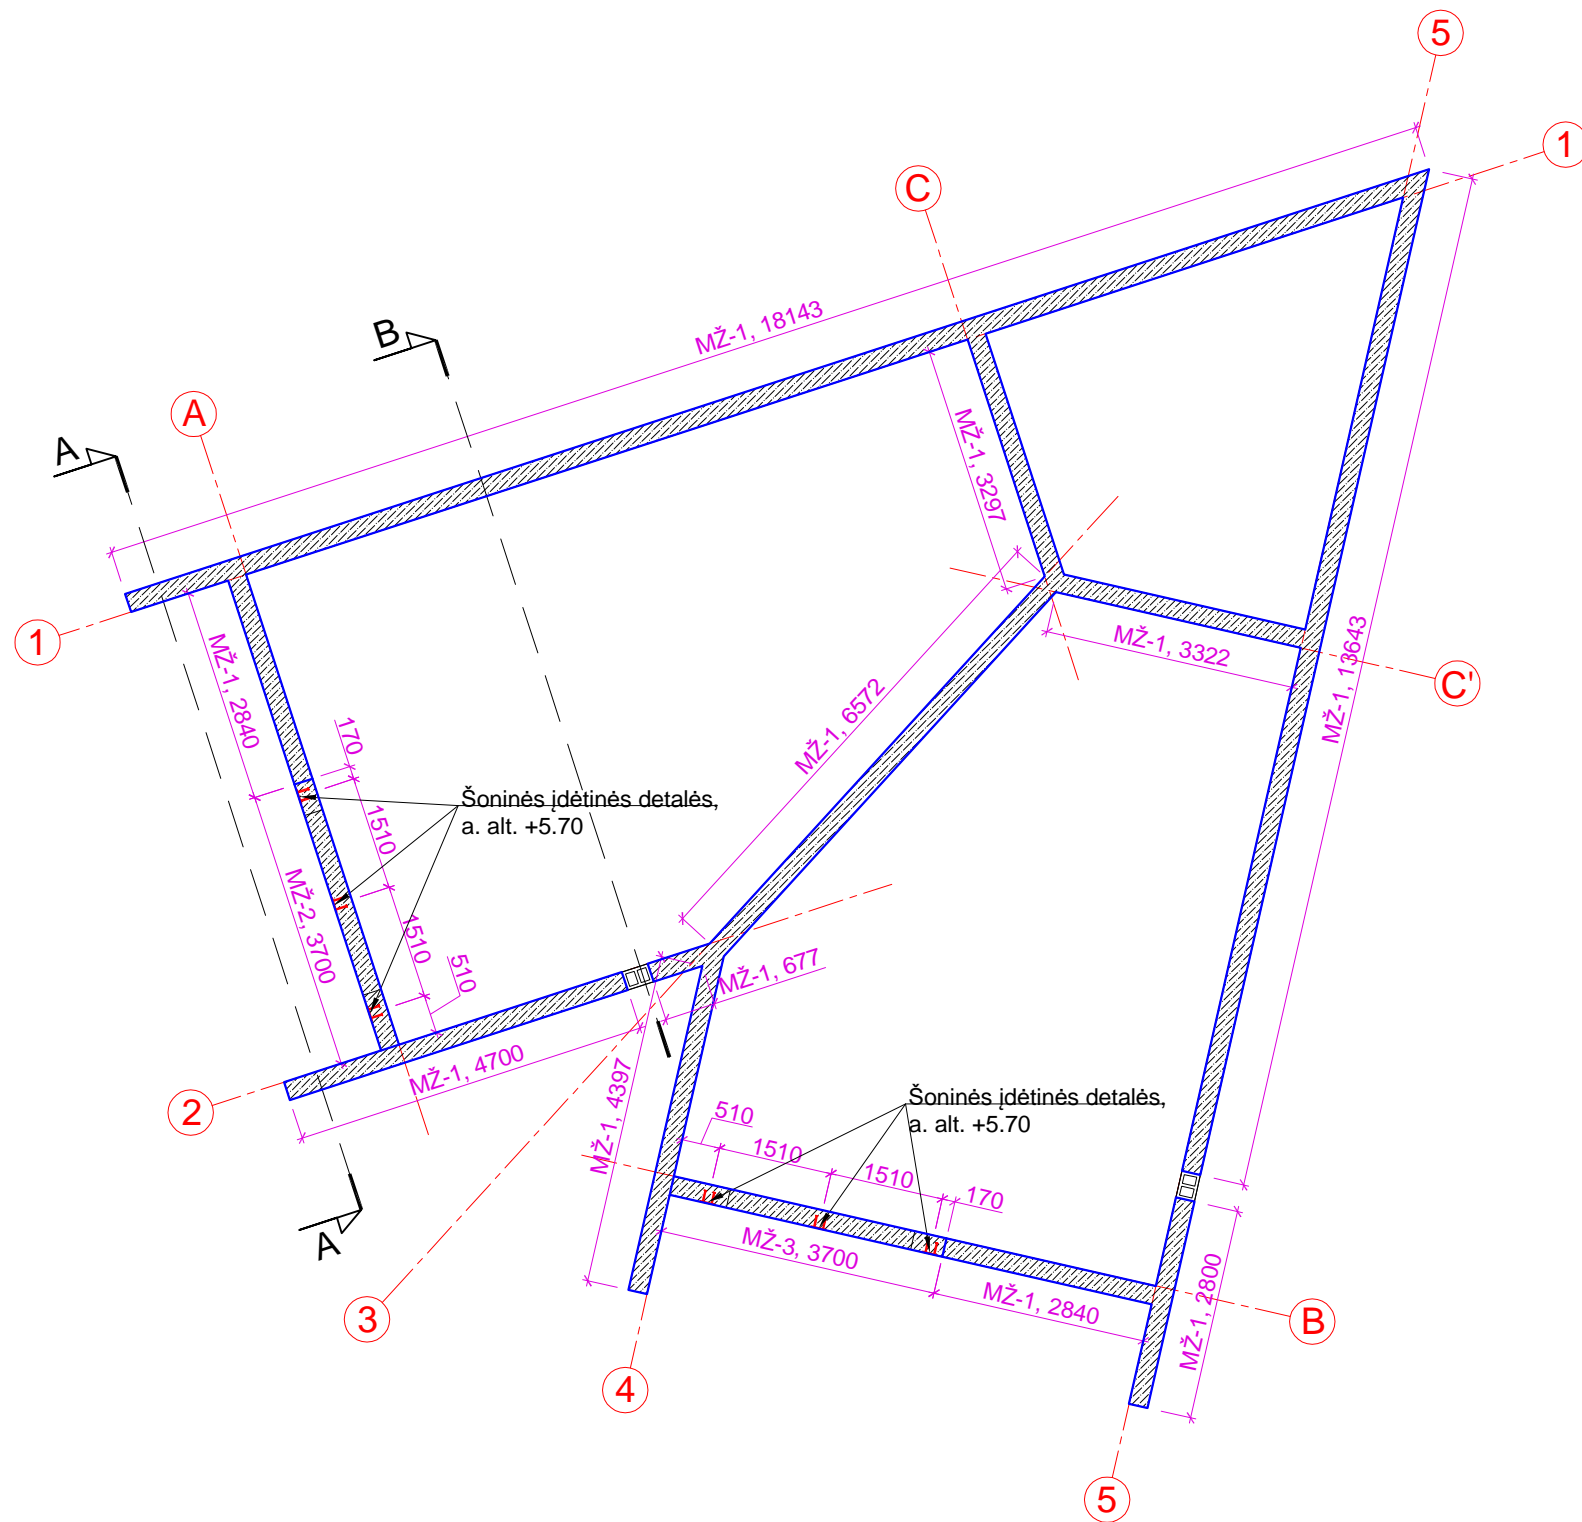 5
1
C
MŽ-1, 18143
B
A
A
MŽ-1, 3297
1
MŽ-1, 3322
MŽ-1, 13643
C'
MŽ-1, 2840
MŽ-1, 6572
170
Šoninės įdėtinės detalės,
a. alt. +5.70
1510
MŽ-2, 3700
1510
510
MŽ-1, 677
MŽ-1, 4700
2
MŽ-1, 4397
Šoninės įdėtinės detalės,
a. alt. +5.70
510
1510
1510
170
A
MŽ-3, 3700
MŽ-1, 2840
MŽ-1, 2800
3
B
4
5